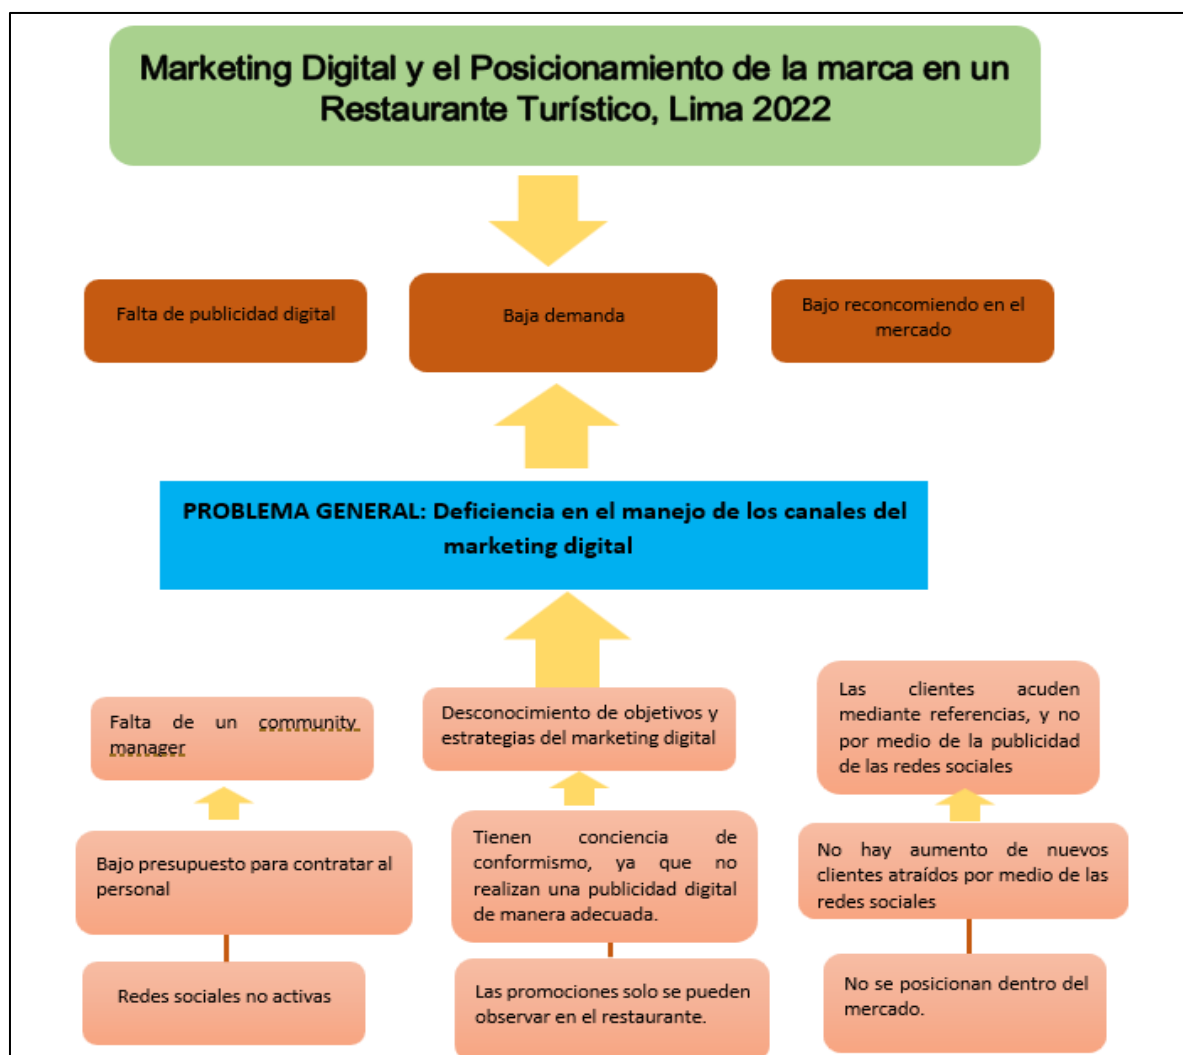 Marketing Digital y el Posicionamiento de la marca en un
Restaurante Turístico, Lima 2022
Falta de publicidad digital
Baja demanda
Bajo reconcomiendo en el
mercado
PROBLEMA GENERAL: Deficiencia en el manejo de los canales del
marketing digital
Falta de un community
manager
Desconocimiento de objetivos y
estrategias del marketing digital
Las clientes acuden
mediante referencias, y no
por medio de la publicidad
de las redes sociales
Bajo presupuesto para contratar al
personal
Tienen conciencia de
conformismo, ya que no
realizan una publicidad digital
de manera adecuada.
No hay aumento de nuevos
clientes atraídos por medio de las
redes sociales
Redes sociales no activas
Las promociones solo se pueden
observar en el restaurante.
No se posicionan dentro del
mercado.